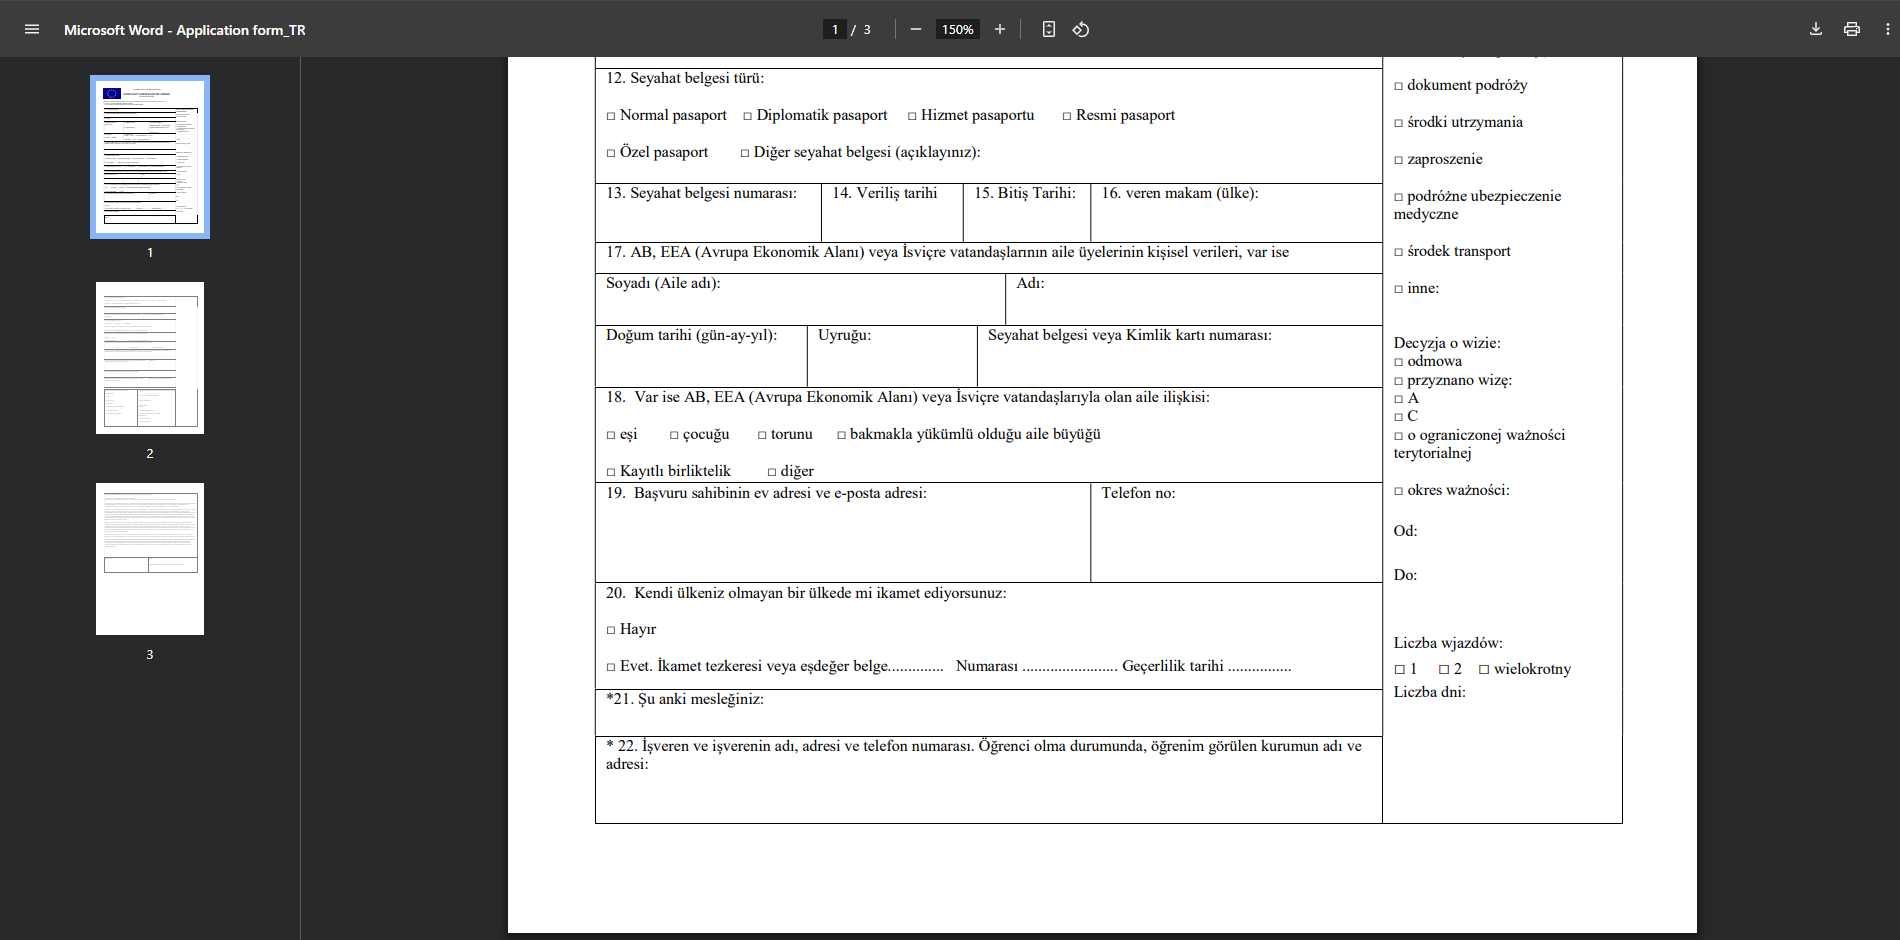 Microsoft Word - Application form_TR
1 / 3
150%
1
2
3
12. Seyahat belgesi türü:
□ Normal pasaport □ Diplomatik pasaport □ Hizmet pasaportu □ Resmi pasaport
□ Özel pasaport □ Diğer seyahat belgesi (açıklayınız):
13. Seyahat belgesi numarası: 14. Veriliş tarihi 15. Bitiş Tarihi: 16. veren makam (ülke):
17. AB, EEA (Avrupa Ekonomik Alanı) veya İsviçre vatandaşlarının aile üyelerinin kişisel verileri, var ise
Soyadı (Aile adı): Adı:
Doğum tarihi (gün-ay-yıl): Uyruğu: Seyahat belgesi veya Kimlik kartı numarası:
18. Var ise AB, EEA (Avrupa Ekonomik Alanı) veya İsviçre vatandaşlarıyla olan aile ilişkisi:
□ eşi □ çocuğu □ torunu □ bakmakla yükümlü olduğu aile büyüğü
□ Kayıtlı birliktelik □ diğer
19. Başvuru sahibinin ev adresi ve e-posta adresi: Telefon no:
20. Kendi ülkeniz olmayan bir ülkede mi ikamet ediyorsunuz:
□ Hayır
□ Evet. İkamet tezkeresi veya eşdeğer belge.............. Numarası ........................ Geçerlilik tarihi ................
*21. Şu anki mesleğiniz:
* 22. İşveren ve işverenin adı, adresi ve telefon numarası. Öğrenci olma durumunda, öğrenim görülen kurumun adı ve
adresi:
□ dokument podróży
□ środki utrzymania
□ zaproszenie
□ podróżne ubezpieczenie
medyczne
□ środek transport
□ inne:
Decyzja o wizie:
□ odmowa
□ przyznano wizę:
□ A
□ C
□ o ograniczonej ważności
terytorialnej
□ okres ważności:
Od:
Do:
Liczba wjazdów:
□ 1 □ 2 □ wielokrotny
Liczba dni: